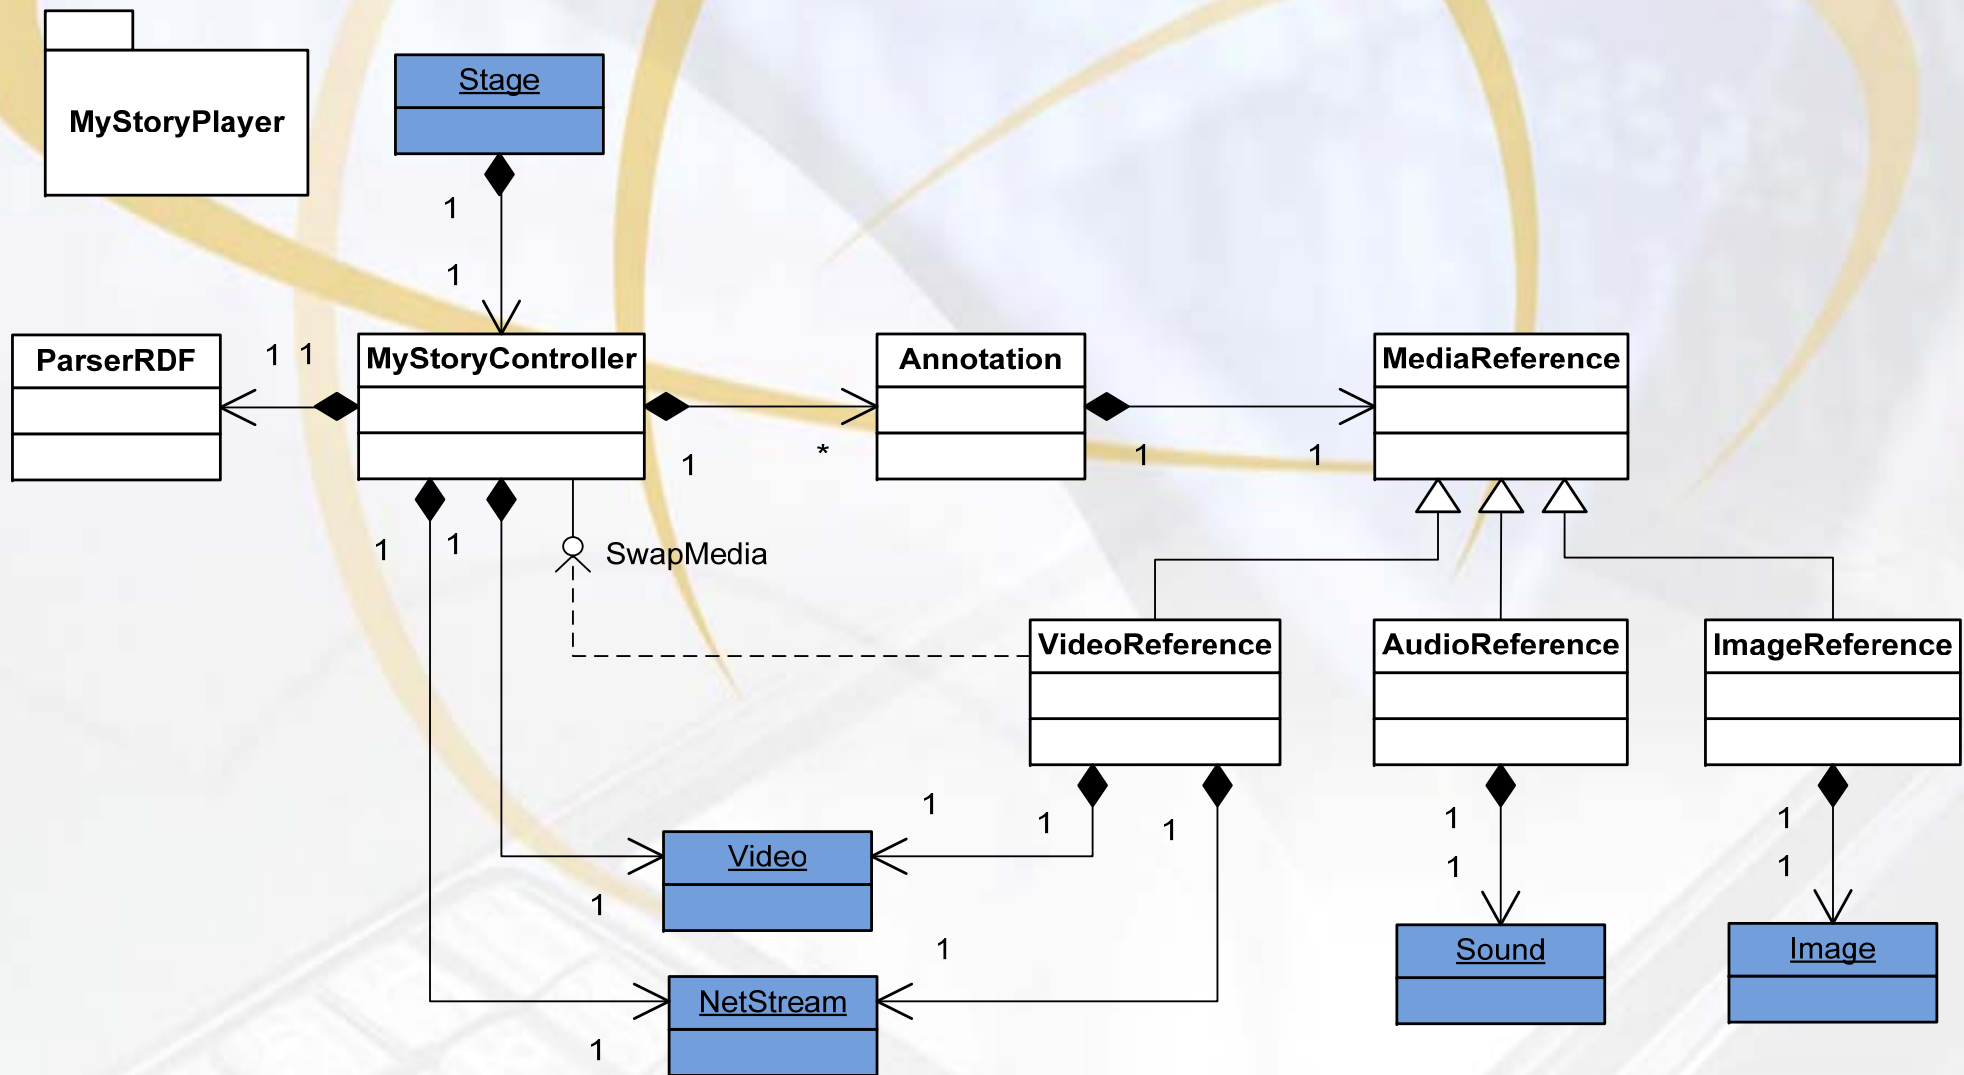 MyStoryPlayer
Stage
1
1
ParserRDF
1 1
MyStoryController
1
*
Annotation
1
1
MediaReference
1
1
SwapMedia
VideoReference
AudioReference
ImageReference
1
1
1
1
1
1
1
Video
1
1
NetStream
1
Sound
Image